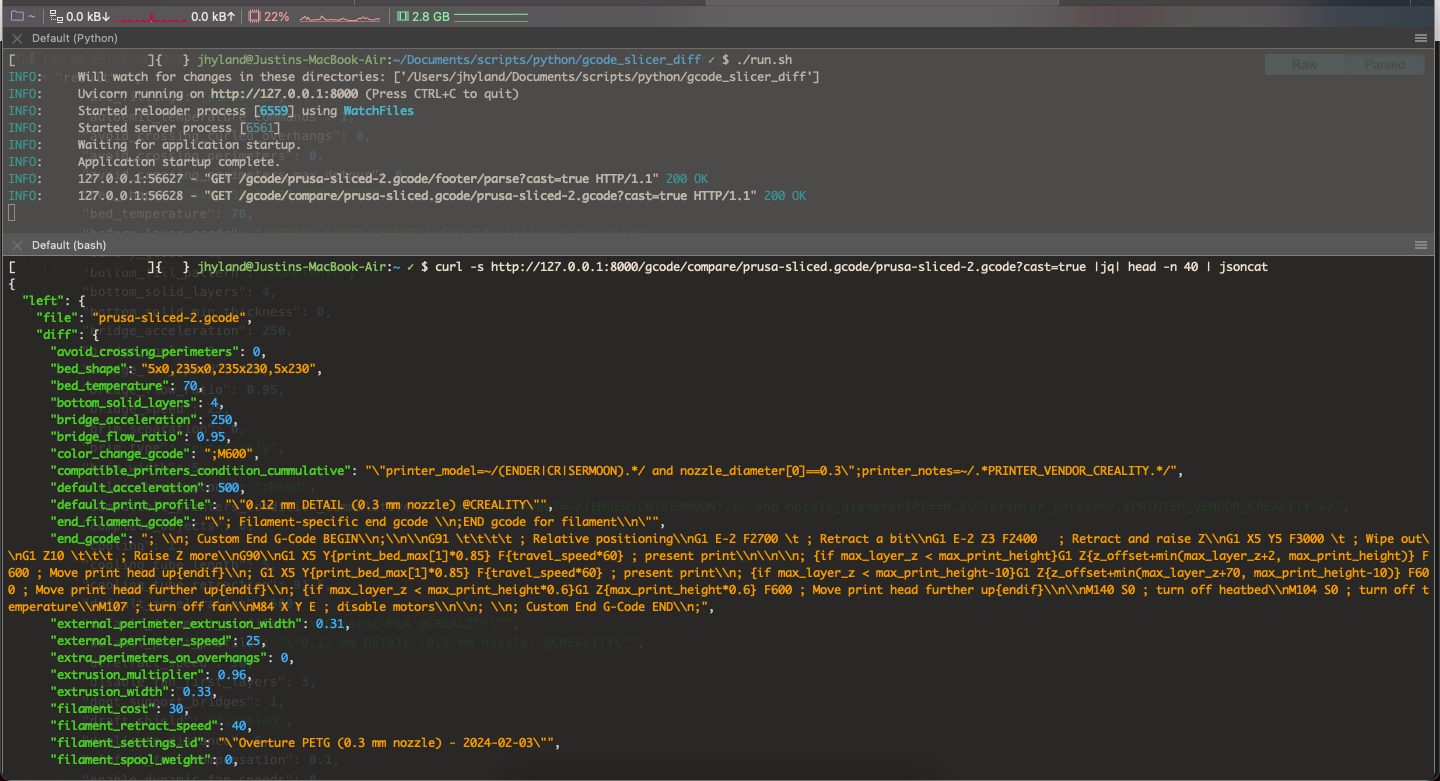 ~ 0.0 kB↓ 0.0 kB↑ 22% 2.8 GB
Default (Python)
[ ]{ } jhyland@Justins-MacBook-Air:~/Documents/scripts/python/gcode_slicer_diff ✓ $ ./run.sh
Raw Parsed
INFO: Will watch for changes in these directories: ['/Users/jhyland/Documents/scripts/python/gcode_slicer_diff']
INFO: Uvicorn running on http://127.0.0.1:8000 (Press CTRL+C to quit)
INFO: Started reloader process [6559] using WatchFiles
INFO: Started server process [6561]
INFO: Waiting for application startup.
INFO: Application startup complete.
INFO: 127.0.0.1:56627 - "GET /gcode/prusa-sliced-2.gcode/footer/parse?cast=true HTTP/1.1" 200 OK
INFO: 127.0.0.1:56628 - "GET /gcode/compare/prusa-sliced.gcode/prusa-sliced-2.gcode?cast=true HTTP/1.1" 200 OK
"bed_temperature": 70,
Default (bash)
[ ]{ } jhyland@Justins-MacBook-Air:~ ✓ $ curl -s http://127.0.0.1:8000/gcode/compare/prusa-sliced.gcode/prusa-sliced-2.gcode?cast=true |jq| head -n 40 | jsoncat
{
"left": {
"file": "prusa-sliced-2.gcode",
"diff": {
"avoid_crossing_perimeters": 0,
"bed_shape": "5x0,235x0,235x230,5x230",
"bed_temperature": 70,
"bottom_solid_layers": 4,
"bridge_acceleration": 250,
"bridge_flow_ratio": 0.95,
"color_change_gcode": ";M600",
"compatible_printers_condition_cummulative": "\"printer_model=~/(ENDER|CR|SERMOON).*/ and nozzle_diameter[0]==0.3\";printer_notes=~/.*PRINTER_VENDOR_CREALITY.*/",
"default_acceleration": 500,
"default_print_profile": "\"0.12 mm DETAIL (0.3 mm nozzle) @CREALITY\"",
"end_filament_gcode": "\"; Filament-specific end gcode \\n;END gcode for filament\\n\"",
"end_gcode": "; \\n; Custom End G-Code BEGIN\\n;\\n\\nG91 \t\t\t\t ; Relative positioning\\nG1 E-2 F2700 \t ; Retract a bit\\nG1 E-2 Z3 F2400   ; Retract and raise Z\\nG1 X5 Y5 F3000 \t ; Wipe out\
\nG1 Z10 \t\t\t ; Raise Z more\\nG90\\nG1 X5 Y{print_bed_max[1]*0.85} F{travel_speed*60} ; present print\\n\\n\\n; {if max_layer_z < max_print_height}G1 Z{z_offset+min(max_layer_z+2, max_print_height)} F
600 ; Move print head up{endif}\\n; G1 X5 Y{print_bed_max[1]*0.85} F{travel_speed*60} ; present print\\n; {if max_layer_z < max_print_height-10}G1 Z{z_offset+min(max_layer_z+70, max_print_height-10)} F60
0 ; Move print head further up{endif}\\n; {if max_layer_z < max_print_height*0.6}G1 Z{max_print_height*0.6} F600 ; Move print head further up{endif}\\n\\nM140 S0 ; turn off heatbed\\nM104 S0 ; turn off t
emperature\\nM107 ; turn off fan\\nM84 X Y E ; disable motors\\n\\n; \\n; Custom End G-Code END\\n;",
"external_perimeter_extrusion_width": 0.31,
"external_perimeter_speed": 25,
"extra_perimeters_on_overhangs": 0,
"extrusion_multiplier": 0.96,
"extrusion_width": 0.33,
"filament_cost": 30,
"filament_retract_speed": 40,
"filament_settings_id": "\"Overture PETG (0.3 mm nozzle) - 2024-02-03\"",
"filament_spool_weight": 0,